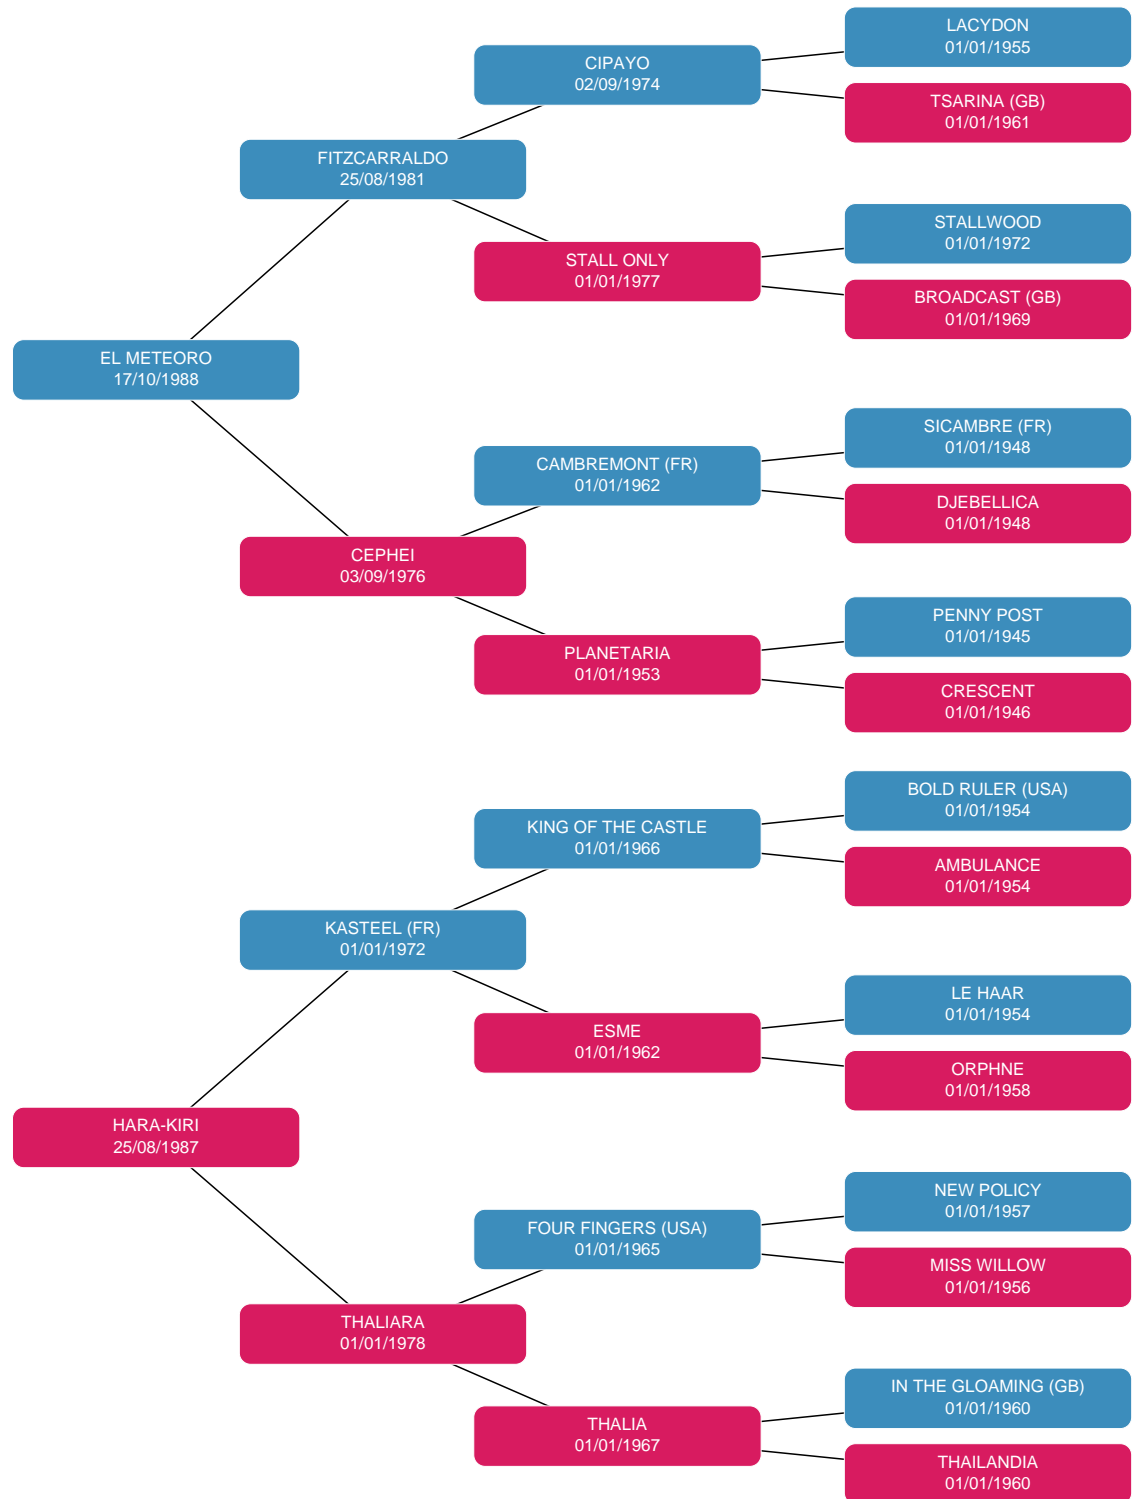 LACYDON
01/01/1955
CIPAYO
02/09/1974
TSARINA (GB)
01/01/1961
FITZCARRALDO
25/08/1981
STALLWOOD
01/01/1972
STALL ONLY
01/01/1977
BROADCAST (GB)
01/01/1969
EL METEORO
17/10/1988
SICAMBRE (FR)
01/01/1948
CAMBREMONT (FR)
01/01/1962
DJEBELLICA
01/01/1948
CEPHEI
03/09/1976
PENNY POST
01/01/1945
PLANETARIA
01/01/1953
CRESCENT
01/01/1946
BOLD RULER (USA)
01/01/1954
KING OF THE CASTLE
01/01/1966
AMBULANCE
01/01/1954
KASTEEL (FR)
01/01/1972
LE HAAR
01/01/1954
ESME
01/01/1962
ORPHNE
01/01/1958
HARA-KIRI
25/08/1987
NEW POLICY
01/01/1957
FOUR FINGERS (USA)
01/01/1965
MISS WILLOW
01/01/1956
THALIARA
01/01/1978
IN THE GLOAMING (GB)
01/01/1960
THALIA
01/01/1967
THAILANDIA
01/01/1960